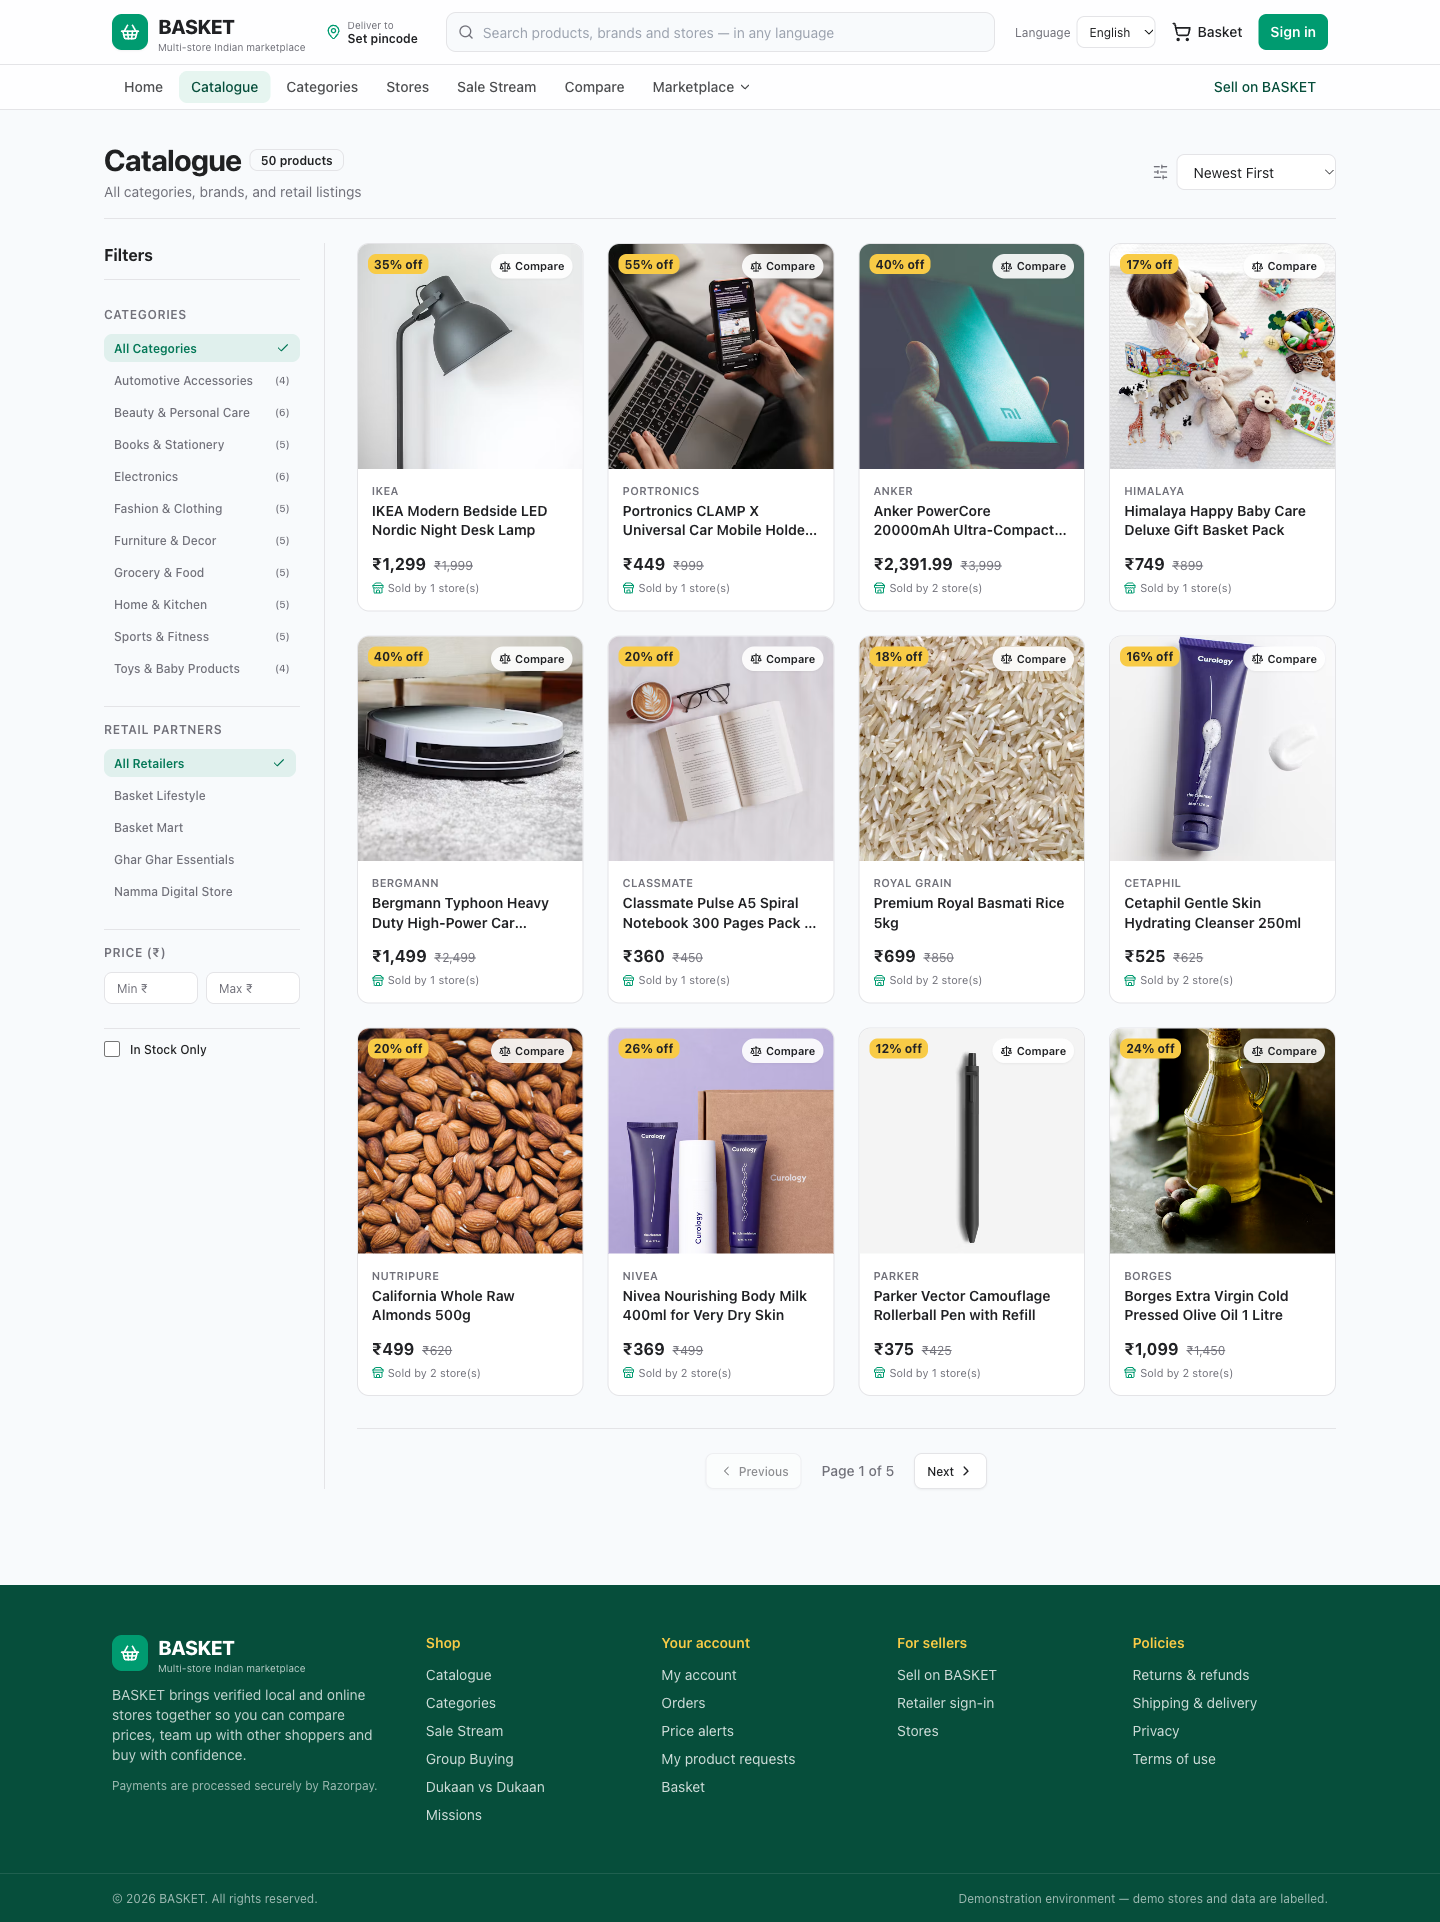 BASKET
Multi-store Indian marketplace
Deliver to
Set pincode
Search products, brands and stores — in any language
Language
English
Basket
Sign in
Home
Catalogue
Categories
Stores
Sale Stream
Compare
Marketplace
Sell on BASKET
Catalogue
50 products
All categories, brands, and retail listings
Newest First
Filters
CATEGORIES
All Categories
Automotive Accessories (4)
Beauty & Personal Care (6)
Books & Stationery (5)
Electronics (6)
Fashion & Clothing (5)
Furniture & Decor (5)
Grocery & Food (5)
Home & Kitchen (5)
Sports & Fitness (5)
Toys & Baby Products (4)
RETAIL PARTNERS
All Retailers
Basket Lifestyle
Basket Mart
Ghar Ghar Essentials
Namma Digital Store
PRICE (₹)
Min ₹
Max ₹
In Stock Only
35% off
Compare
IKEA
IKEA Modern Bedside LED
Nordic Night Desk Lamp
₹1,299 ₹1,999
Sold by 1 store(s)
55% off
Compare
PORTRONICS
Portronics CLAMP X
Universal Car Mobile Holde...
₹449 ₹999
Sold by 1 store(s)
40% off
Compare
ANKER
Anker PowerCore
20000mAh Ultra-Compact...
₹2,391.99 ₹3,999
Sold by 2 store(s)
17% off
Compare
マグネット
あそび
HIMALAYA
Himalaya Happy Baby Care
Deluxe Gift Basket Pack
₹749 ₹899
Sold by 1 store(s)
40% off
Compare
BERGMANN
Bergmann Typhoon Heavy
Duty High-Power Car...
₹1,499 ₹2,499
Sold by 1 store(s)
20% off
Compare
CLASSMATE
Classmate Pulse A5 Spiral
Notebook 300 Pages Pack ...
₹360 ₹450
Sold by 1 store(s)
18% off
Compare
ROYAL GRAIN
Premium Royal Basmati Rice
5kg
₹699 ₹850
Sold by 2 store(s)
16% off
Compare
Curology
CETAPHIL
Cetaphil Gentle Skin
Hydrating Cleanser 250ml
₹525 ₹625
Sold by 2 store(s)
20% off
Compare
NUTRIPURE
California Whole Raw
Almonds 500g
₹499 ₹620
Sold by 2 store(s)
26% off
Compare
Curology
Curology
Curology
Curology
NIVEA
Nivea Nourishing Body Milk
400ml for Very Dry Skin
₹369 ₹499
Sold by 2 store(s)
12% off
Compare
PARKER
Parker Vector Camouflage
Rollerball Pen with Refill
₹375 ₹425
Sold by 1 store(s)
24% off
Compare
BORGES
Borges Extra Virgin Cold
Pressed Olive Oil 1 Litre
₹1,099 ₹1,450
Sold by 2 store(s)
Previous
Page 1 of 5
Next
BASKET
Multi-store Indian marketplace
BASKET brings verified local and online
stores together so you can compare
prices, team up with other shoppers and
buy with confidence.
Payments are processed securely by Razorpay.
Shop
Catalogue
Categories
Sale Stream
Group Buying
Dukaan vs Dukaan
Missions
Your account
My account
Orders
Price alerts
My product requests
Basket
For sellers
Sell on BASKET
Retailer sign-in
Stores
Policies
Returns & refunds
Shipping & delivery
Privacy
Terms of use
© 2026 BASKET. All rights reserved.
Demonstration environment — demo stores and data are labelled.